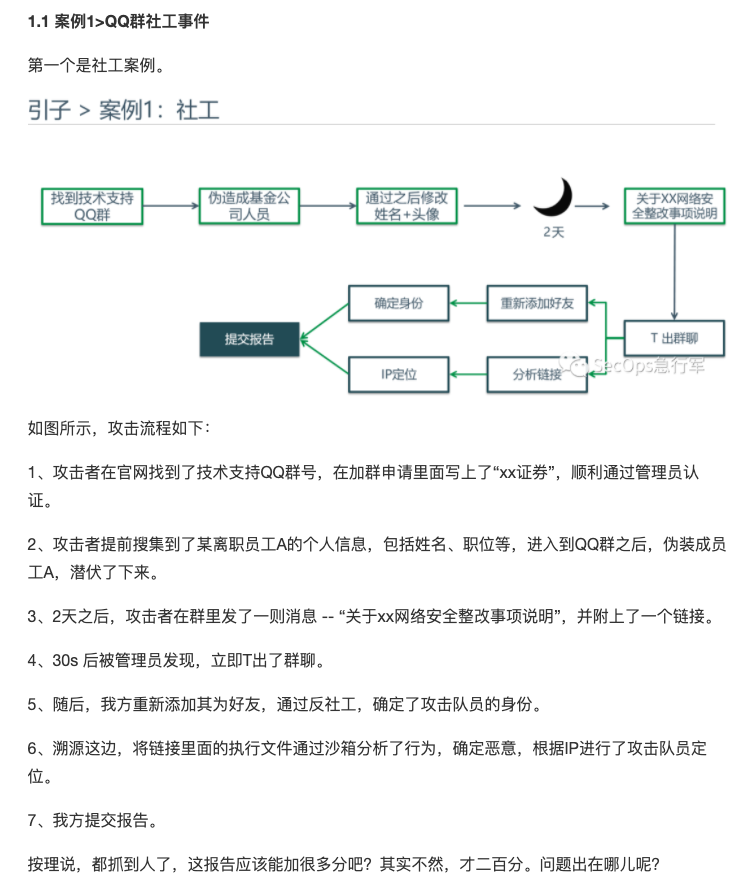 1.1 案例1>QQ群社工事件
第一个是社工案例。
引子 > 案例1：社工
找到技术支持
QQ群
伪造成基金公
司人员
通过之后修改
姓名+头像
2天
关于XX网络安
全整改事项说明
确定身份
重新添加好友
提交报告
T 出群聊
IP定位
分析链接
SecOps急行军
如图所示，攻击流程如下：
1、攻击者在官网找到了技术支持QQ群号，在加群申请里面写上了“xx证券”，顺利通过管理员认
证。
2、攻击者提前搜集到了某离职员工A的个人信息，包括姓名、职位等，进入到QQ群之后，伪装成员
工A，潜伏了下来。
3、2天之后，攻击者在群里发了一则消息 -- “关于xx网络安全整改事项说明”，并附上了一个链接。
4、30s 后被管理员发现，立即T出了群聊。
5、随后，我方重新添加其为好友，通过反社工，确定了攻击队员的身份。
6、溯源这边，将链接里面的执行文件通过沙箱分析了行为，确定恶意，根据IP进行了攻击队员定
位。
7、我方提交报告。
按理说，都抓到人了，这报告应该能加很多分吧？其实不然，才二百分。问题出在哪儿呢？